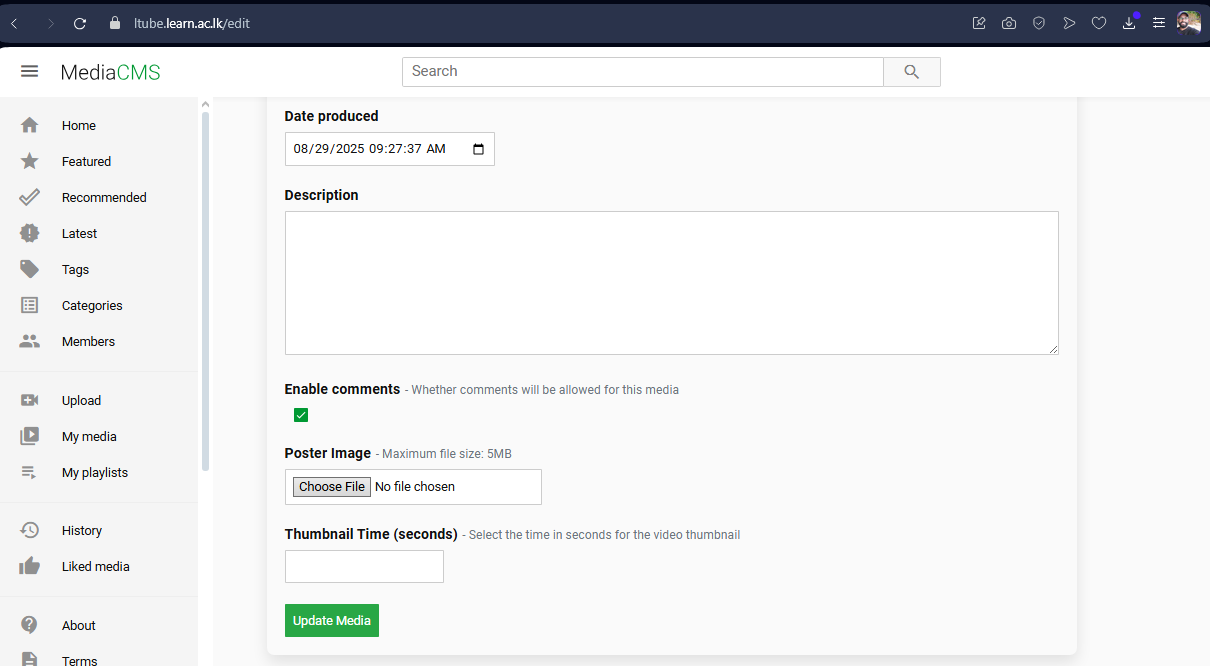 ltube.learn.ac.lk/edit
MediaCMS
Search
Home
Featured
Recommended
Latest
Tags
Categories
Members
Upload
My media
My playlists
History
Liked media
About
Terms
Date produced
08/29/2025 09:27:37 AM
Description
Enable comments - Whether comments will be allowed for this media
Poster Image - Maximum file size: 5MB
Choose File No file chosen
Thumbnail Time (seconds) - Select the time in seconds for the video thumbnail
Update Media